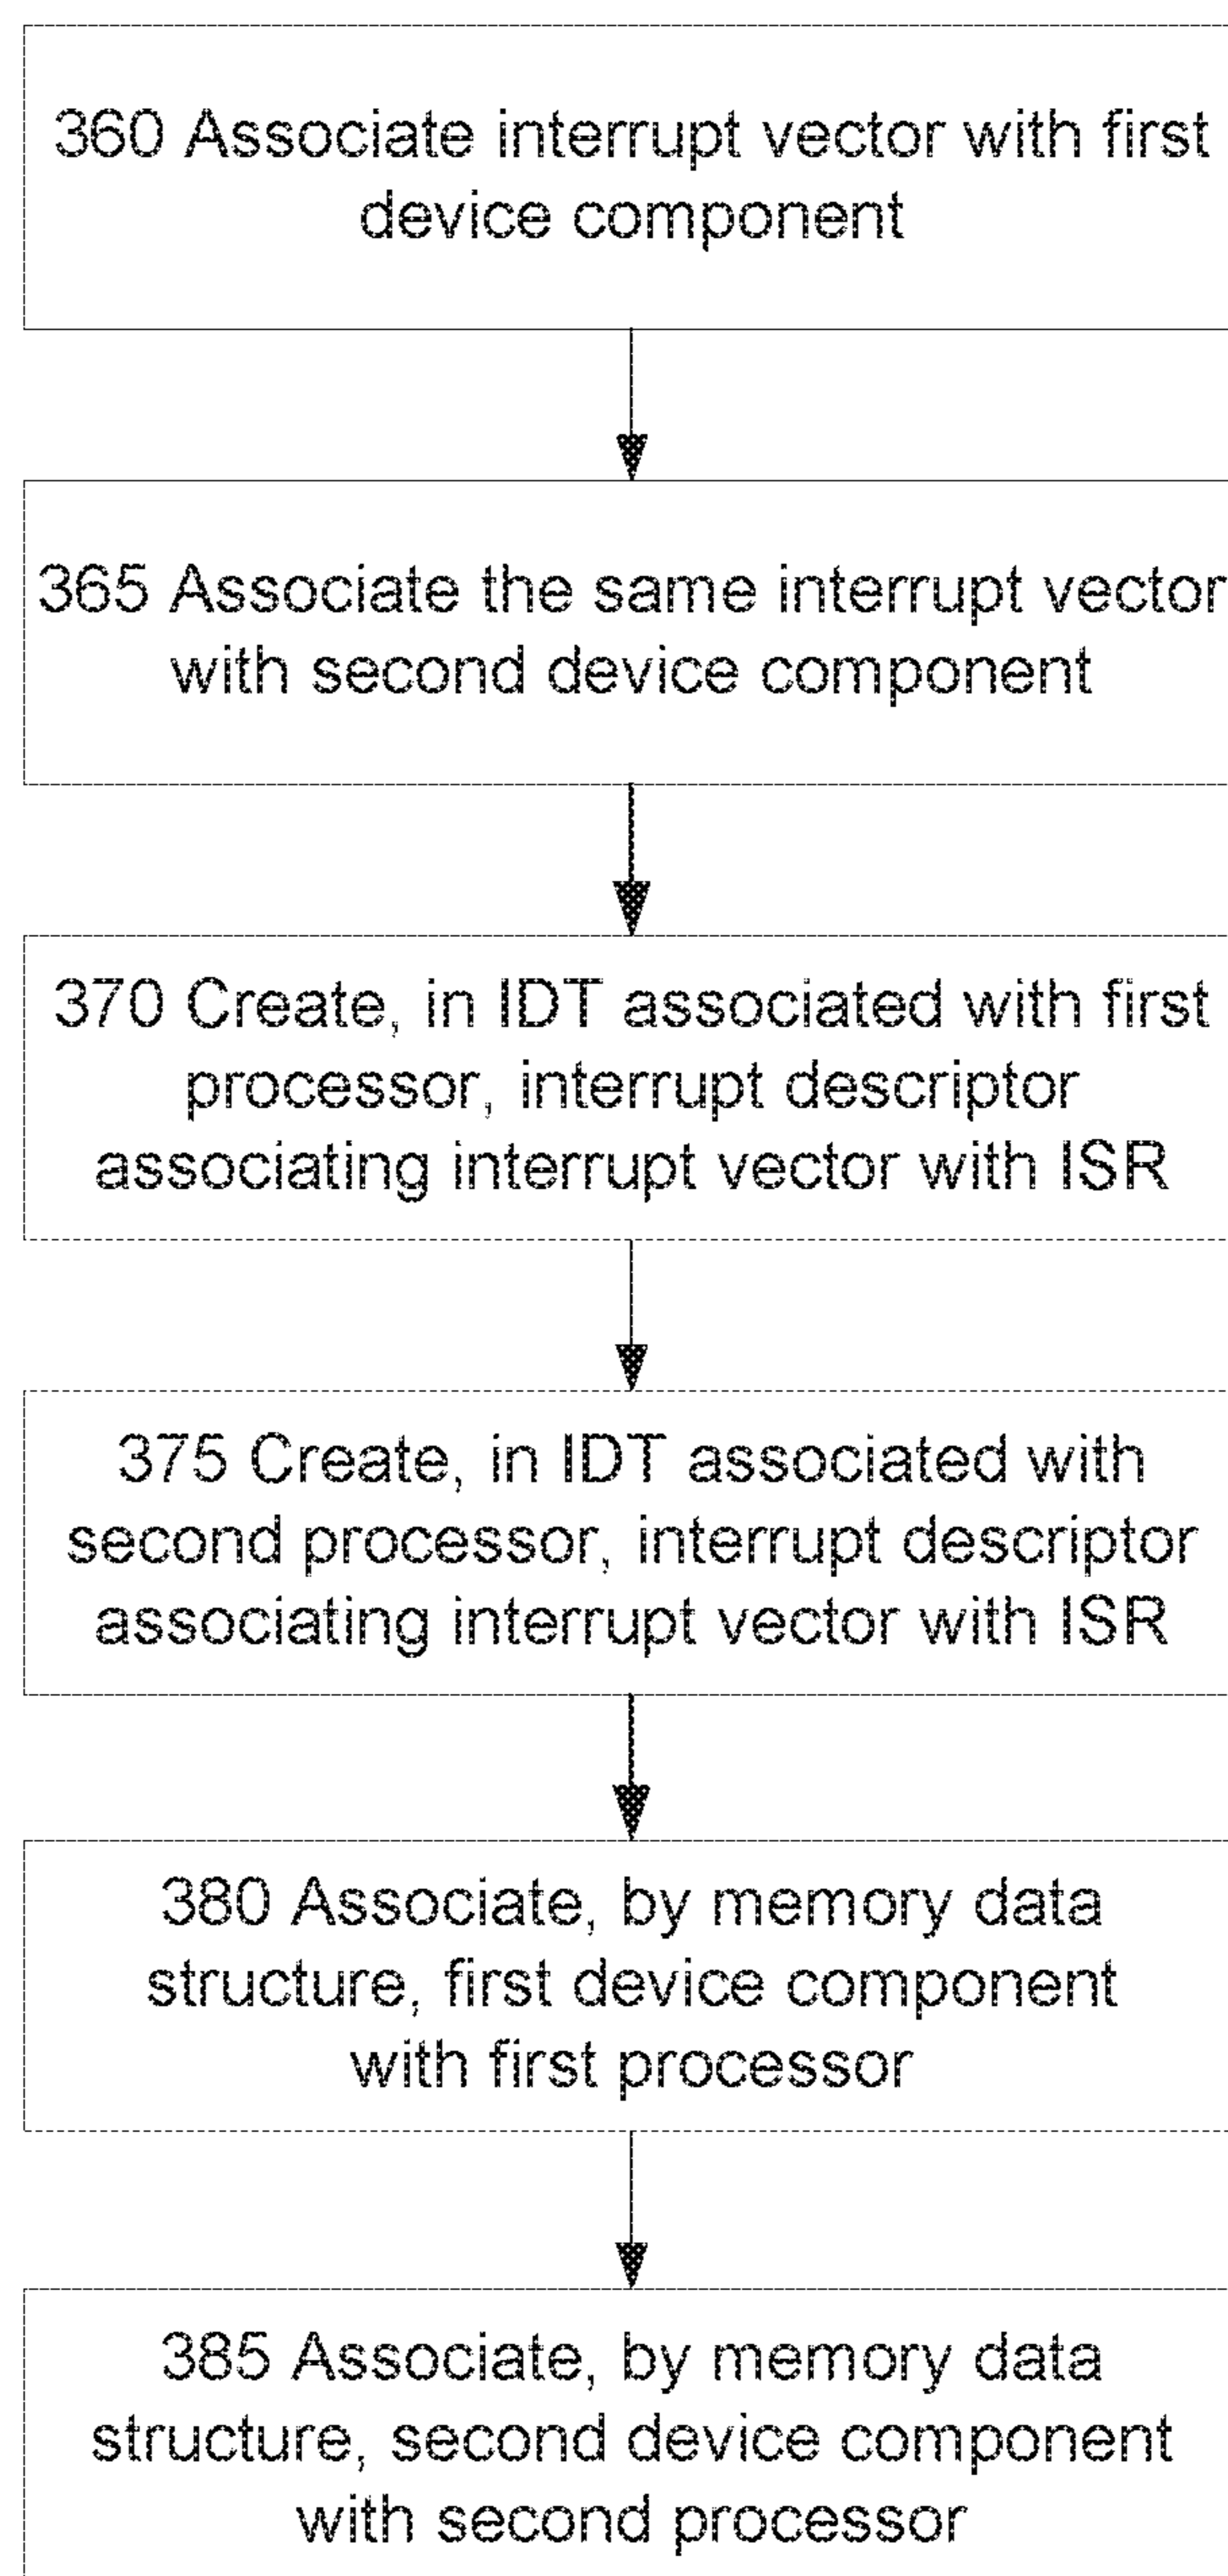 360 Associate interrupt vector with first
device component
365 Associate the same interrupt vector
with second device component
370 Create, in IDT associated with first
processor, interrupt descriptor
associating interrupt vector with ISR
375 Create, in IDT associated with
second processor, interrupt descriptor
associating interrupt vector with ISR
380 Associate, by memory data
structure, first device component
with first processor
385 Associate, by memory data
structure, second device component
with second processor